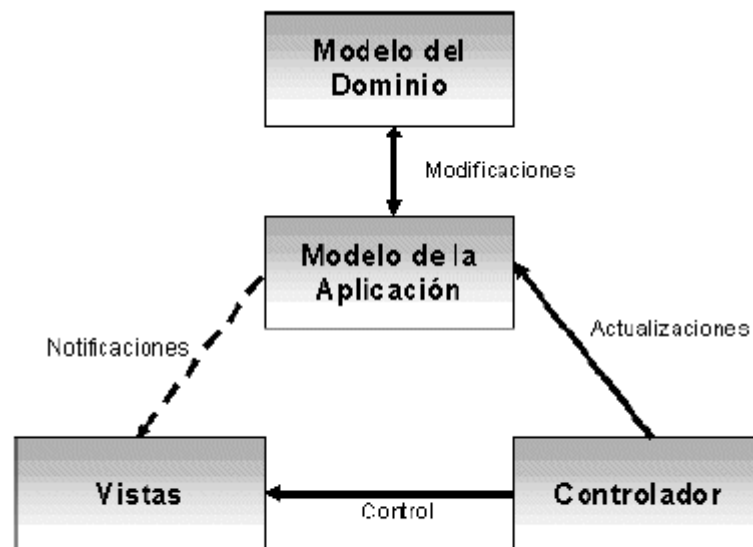 Modelo del
Dominio
Modificaciones
Modelo de la
Aplicación
Notificaciones
Actualizaciones
Vistas
Control
Controlador